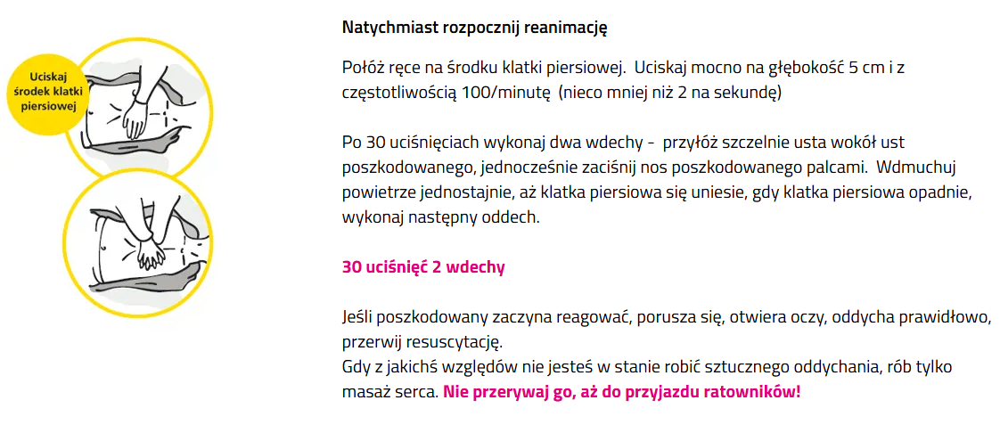 Uciskaj
środek klatki
piersiowej
Natychmiast rozpocznij reanimację
Połóż ręce na środku klatki piersiowej.  Uciskaj mocno na głębokość 5 cm i z
częstotliwością 100/minutę  (nieco mniej niż 2 na sekundę)
Po 30 uciśnięciach wykonaj dwa wdechy -  przyłóż szczelnie usta wokół ust
poszkodowanego, jednocześnie zaciśnij nos poszkodowanego palcami.  Wdmuchuj
powietrze jednostajnie, aż klatka piersiowa się uniesie, gdy klatka piersiowa opadnie,
wykonaj następny oddech.
30 uciśnięć 2 wdechy
Jeśli poszkodowany zaczyna reagować, porusza się, otwiera oczy, oddycha prawidłowo,
przerwij resuscytację.
Gdy z jakichś względów nie jesteś w stanie robić sztucznego oddychania, rób tylko
masaż serca. Nie przerywaj go, aż do przyjazdu ratowników!